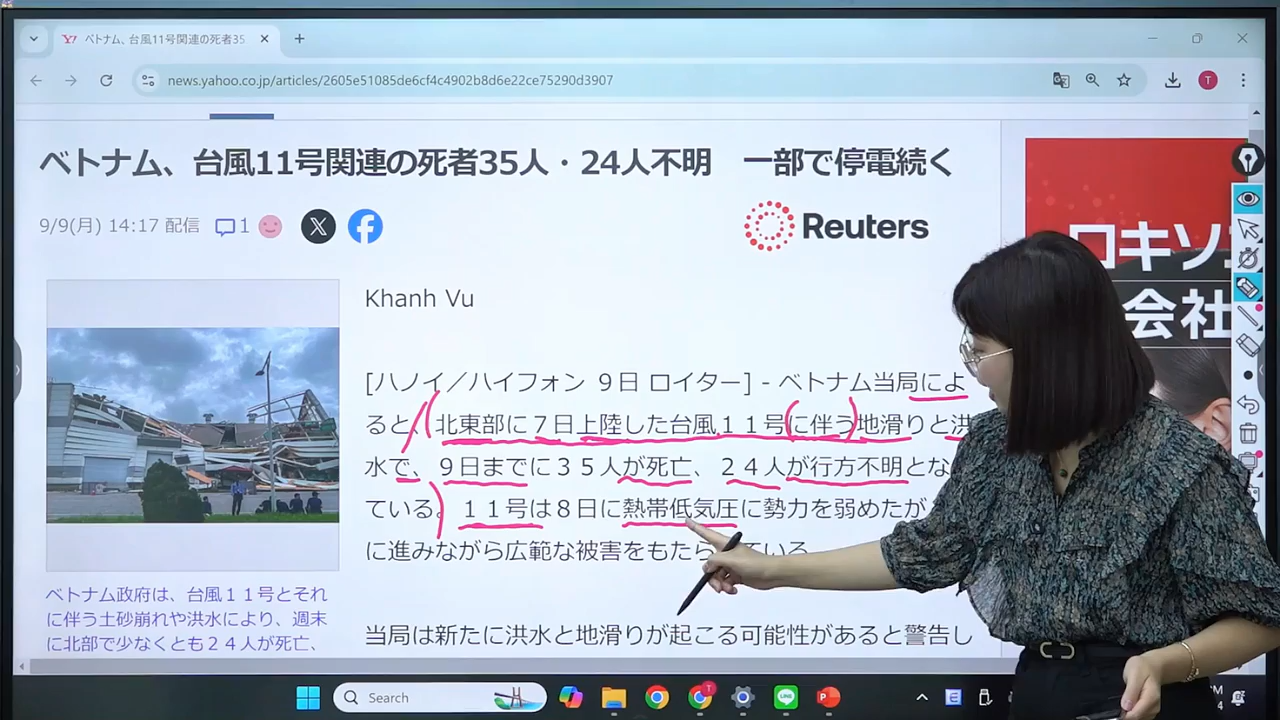 ベトナム、台風11号関連の死者35
news.yahoo.co.jp/articles/2605e51085de6cf4c4902b8d6e22ce75290d3907
T
ベトナム、台風11号関連の死者35人・24人不明 一部で停電続く
9/9(月) 14:17 配信
1
Reuters
ロキソ
会社
Khanh Vu
[ハノイ／ハイフォン ９日 ロイター] - ベトナム当局によ
ると、北東部に７日上陸した台風１１号に伴う地滑りと洪
水で、９日までに３５人が死亡、２４人が行方不明とな
ている。１１号は８日に熱帯低気圧に勢力を弱めたが
に進みながら広範な被害をもたら ている
当局は新たに洪水と地滑りが起こる可能性があると警告し
ベトナム政府は、台風１１号とそれ
に伴う土砂崩れや洪水により、週末
に北部で少なくとも２４人が死亡、
Search